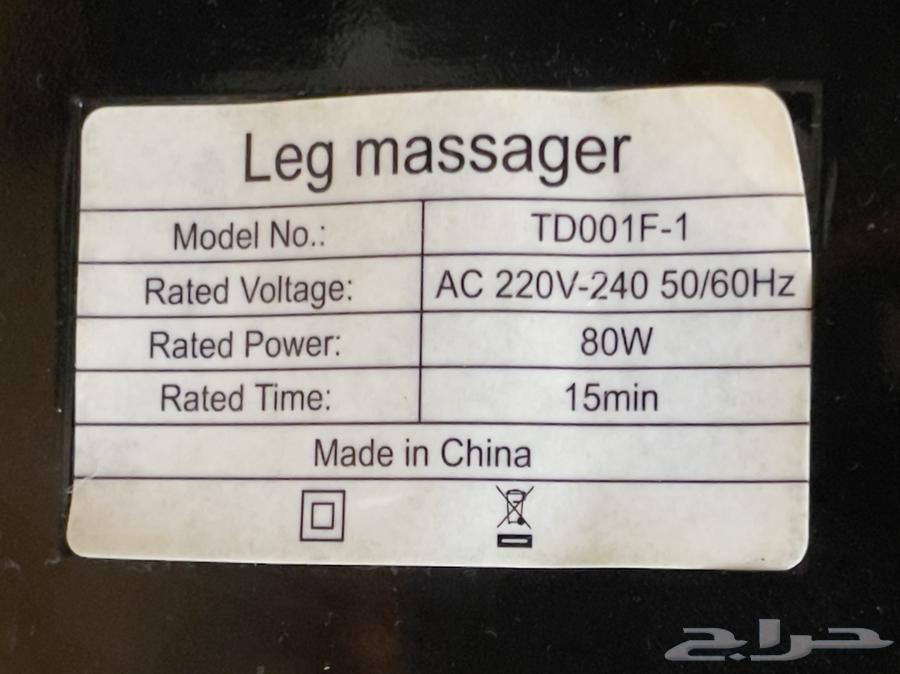 Leg massager
Model No.: TD001F-1
Rated Voltage: AC 220V-240 50/60Hz
Rated Power: 80W
Rated Time: 15min
Made in China
حراج